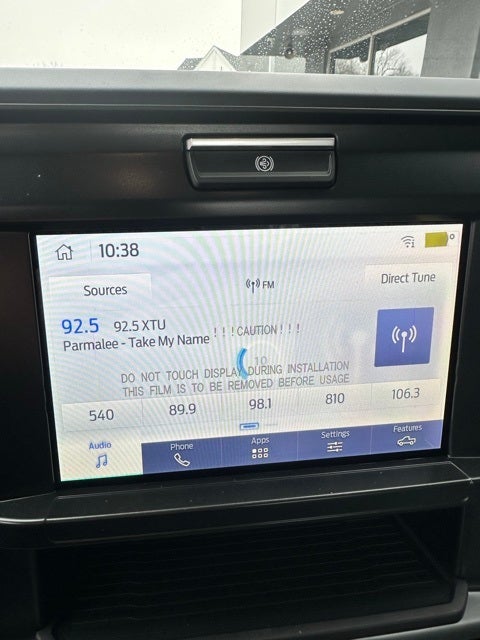 10:38
Sources
FM
Direct Tune
92.5 92.5 XTU
Parmalee - Take My Name
! ! ! CAUTION ! ! !
10
DO NOT TOUCH DISPLAY DURING INSTALLATION
THIS FILM IS TO BE REMOVED BEFORE USAGE
540 89.9 98.1 810 106.3
Audio Phone Apps Settings Features